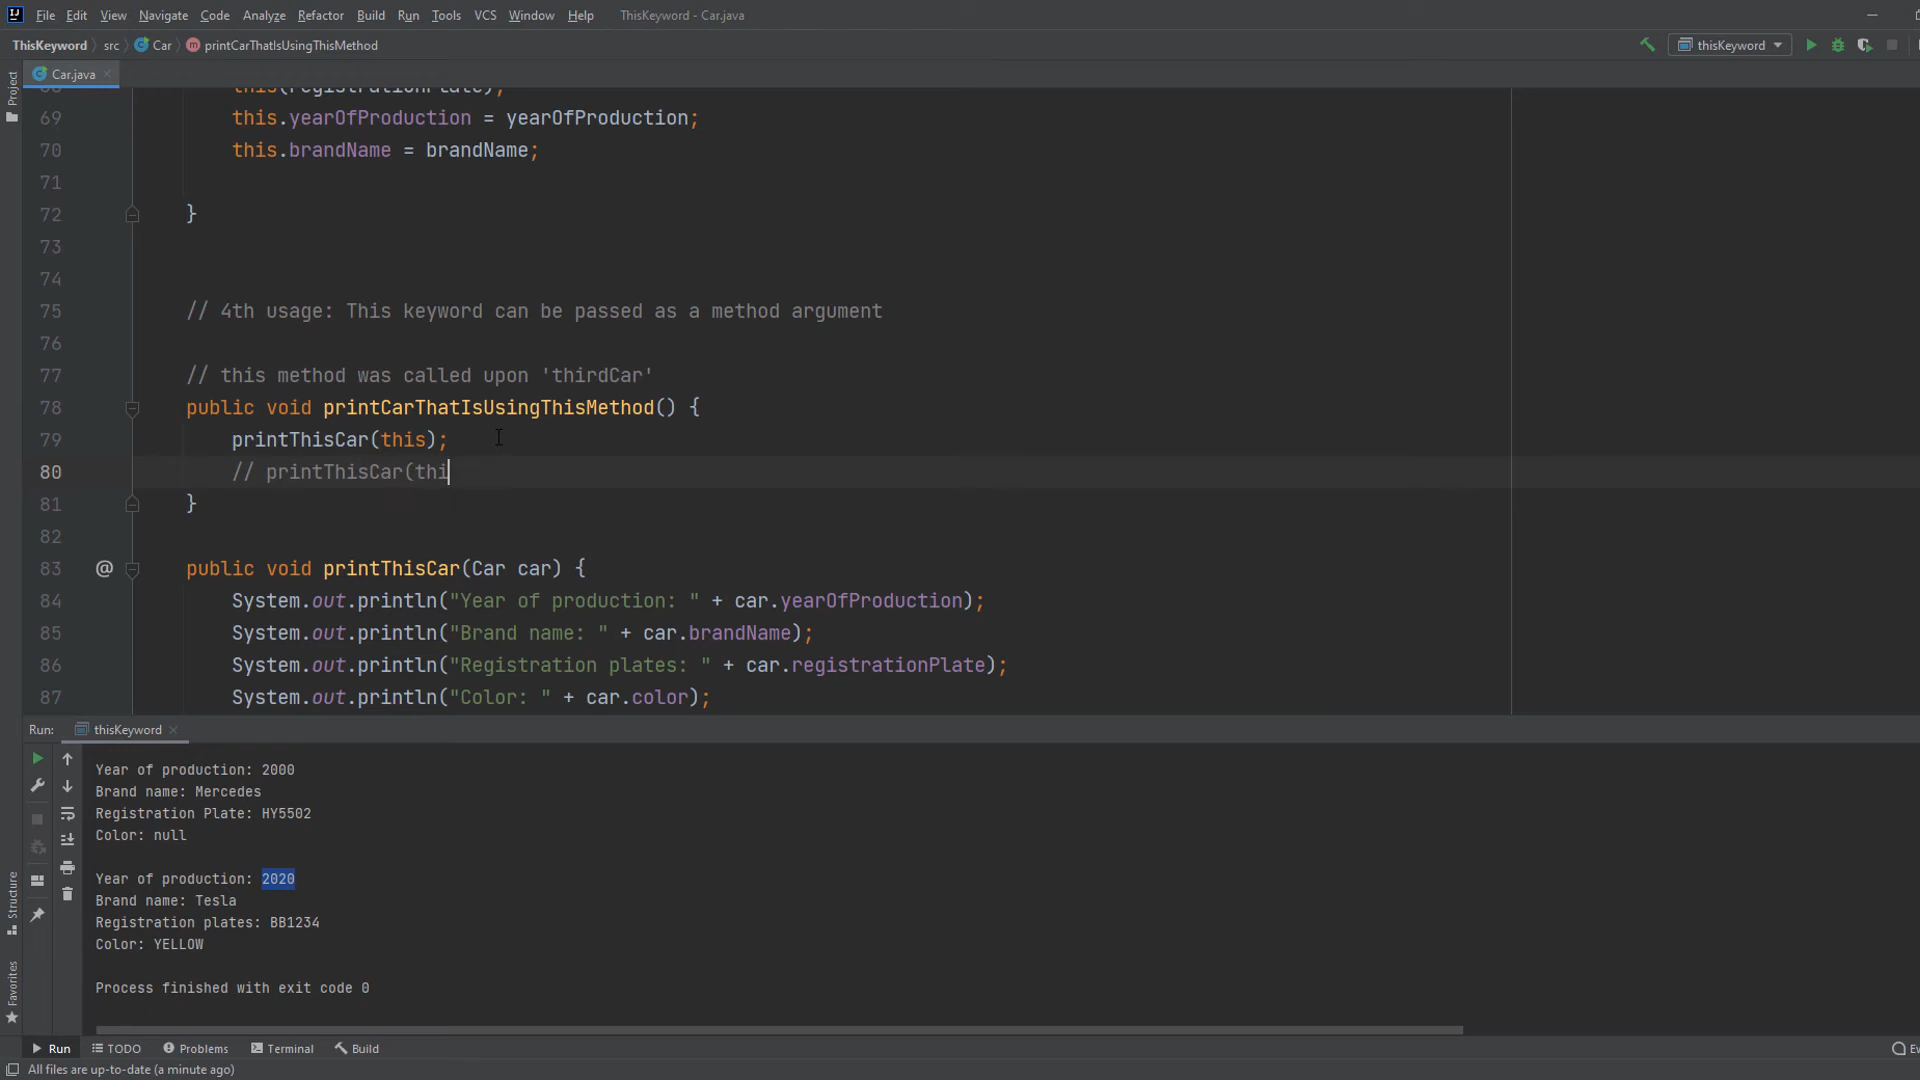 File Edit View Navigate Code Analyze Refactor Build Run Tools VCS Window Help ThisKeyword - Car.java
ThisKeyword src Car printCarThatIsUsingThisMethod thisKeyword
Project
Car.java
this(registrationPlate);
69 this.yearOfProduction = yearOfProduction;
70 this.brandName = brandName;
71
72 }
73
74
75 // 4th usage: This keyword can be passed as a method argument
76
77 // this method was called upon 'thirdCar'
78 public void printCarThatIsUsingThisMethod() {
79 printThisCar(this);
80 // printThisCar(thi
81 }
82
83 @ public void printThisCar(Car car) {
84 System.out.println("Year of production: " + car.yearOfProduction);
85 System.out.println("Brand name: " + car.brandName);
86 System.out.println("Registration plates: " + car.registrationPlate);
87 System.out.println("Color: " + car.color);
Run: thisKeyword
Year of production: 2000
Brand name: Mercedes
Registration Plate: HY5502
Color: null
Year of production: 2020
Brand name: Tesla
Registration plates: BB1234
Color: YELLOW
Process finished with exit code 0
Structure
Favorites
Run TODO Problems Terminal Build
All files are up-to-date (a minute ago)